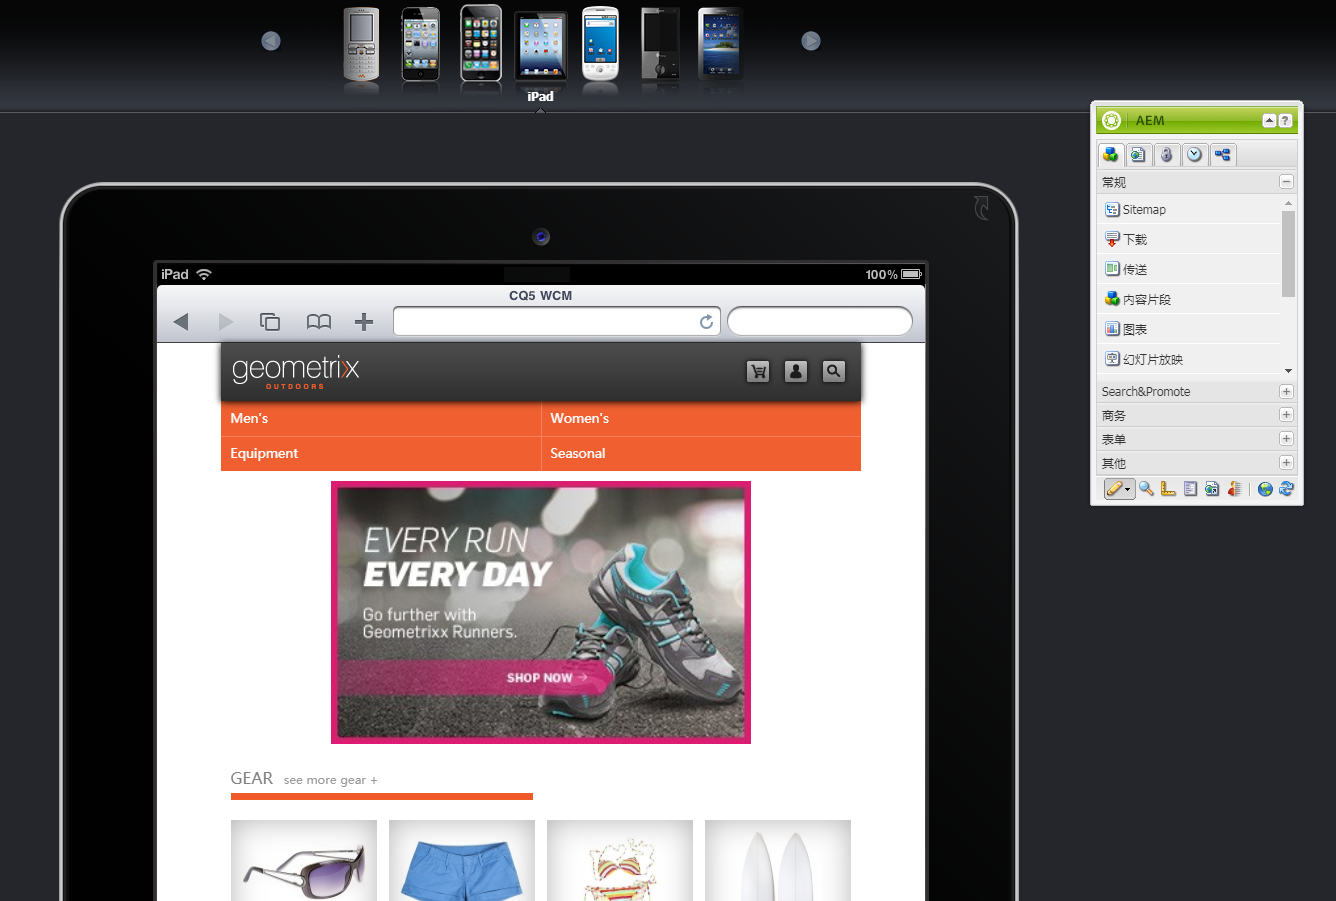 iPad
AEM
常规
Sitemap
下载
传送
内容片段
图表
幻灯片放映
Search&Promote
商务
表单
其他
iPad
100%
CQ5 WCM
geometrixx
OUTDOORS
Men's
Women's
Equipment
Seasonal
EVERY RUN
EVERY DAY
Go further with
Geometrixx Runners.
SHOP NOW →
GEAR see more gear +